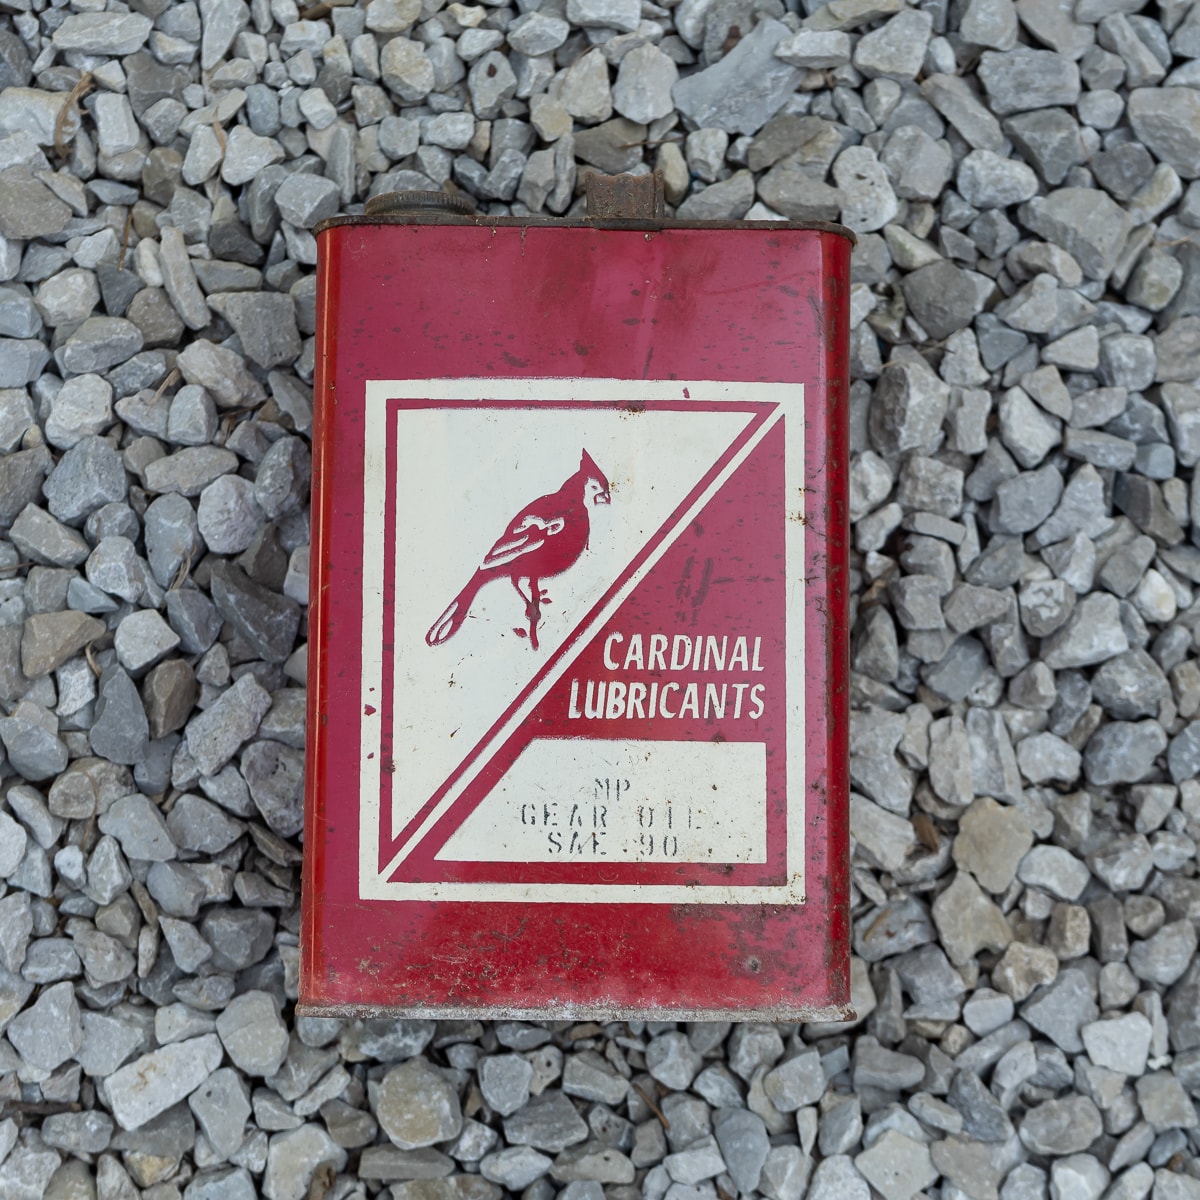 CARDINAL
LUBRICANTS
MP
GEAR OIL
SAE 90